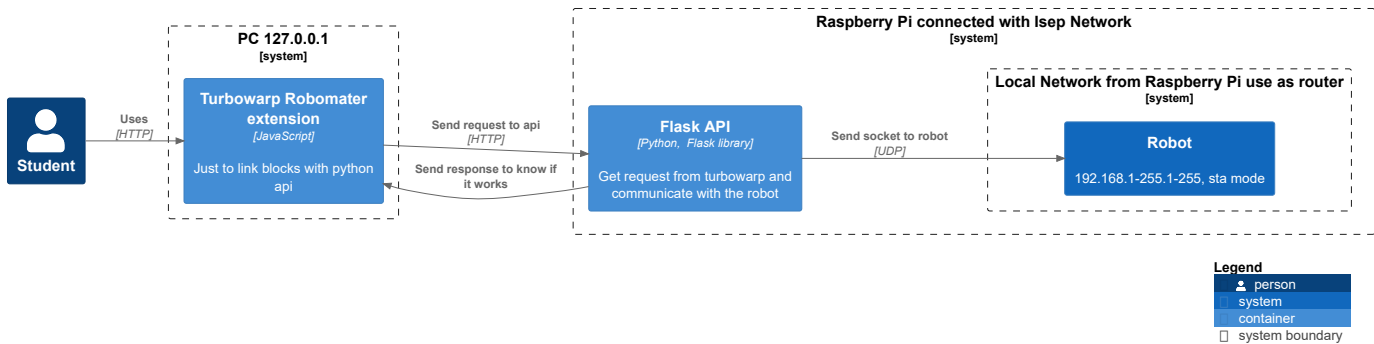 Raspberry Pi connected with Isep Network
[system]
PC 127.0.0.1
[system]
Local Network from Raspberry Pi use as router
[system]
Student
Uses
[HTTP]
Turbowarp Robomater
extension
[JavaScript]
Just to link blocks with python
api
Send request to api
[HTTP]
Send response to know if
it works
Flask API
[Python, Flask library]
Get request from turbowarp and
communicate with the robot
Send socket to robot
[UDP]
Robot
192.168.1-255.1-255, sta mode
Legend
person
system
container
system boundary